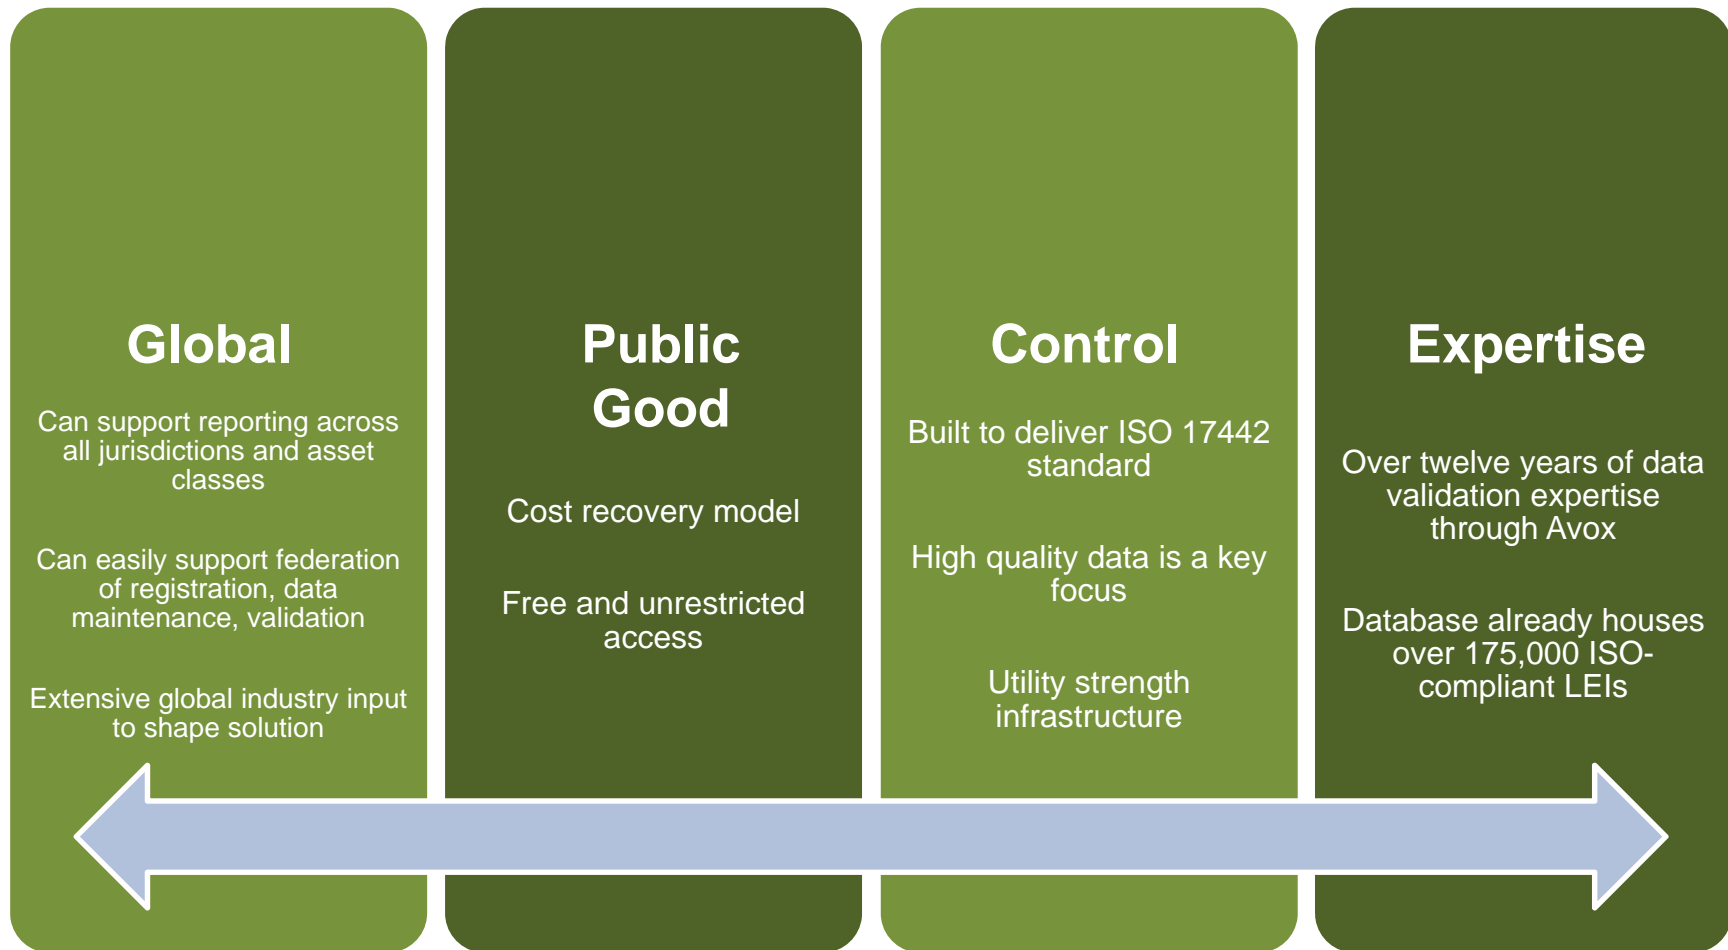 Global
Can support reporting across
all jurisdictions and asset
classes
Can easily support federation
of registration, data
maintenance, validation
Extensive global industry input
to shape solution
Public
Good
Cost recovery model
Free and unrestricted
access
Control
Built to deliver ISO 17442
standard
High quality data is a key
focus
Utility strength
infrastructure
Expertise
Over twelve years of data
validation expertise
through Avox
Database already houses
over 175,000 ISO-
compliant LEIs